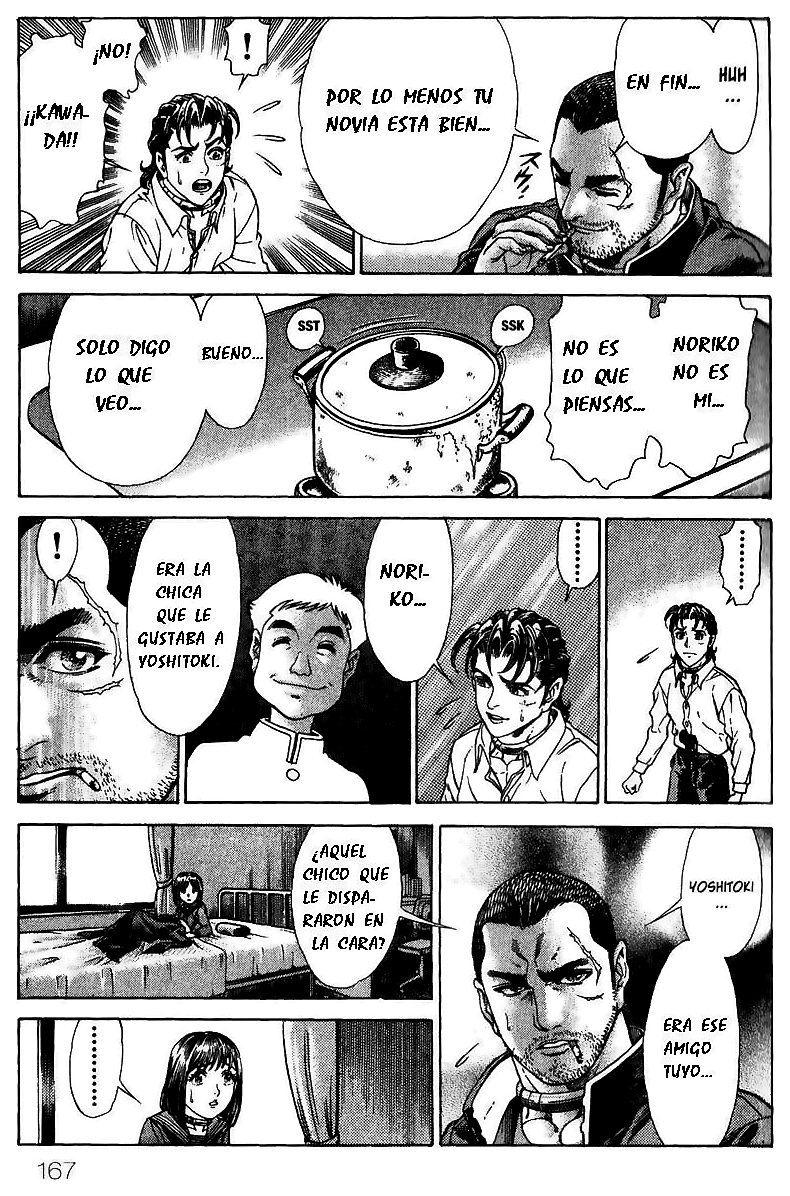 HUH
...
EN FIN...
POR LO MENOS TU
NOVIA ESTA BIEN...
!
¡NO!
¡¡KAWA-
DA!!
NORIKO
NO ES
MI...
NO ES
LO QUE
PIENSAS...
SSK
SST
BUENO...
SOLO DIGO
LO QUE
VEO...
........
........
NORI-
KO...
ERA LA
CHICA
QUE LE
GUSTABA A
YOSHITOKI.
!
YOSHITOKI
...
ERA ESE
AMIGO
TUYO...
¿AQUEL
CHICO QUE
LE DISPA-
RARON EN
LA CARA?
........
167